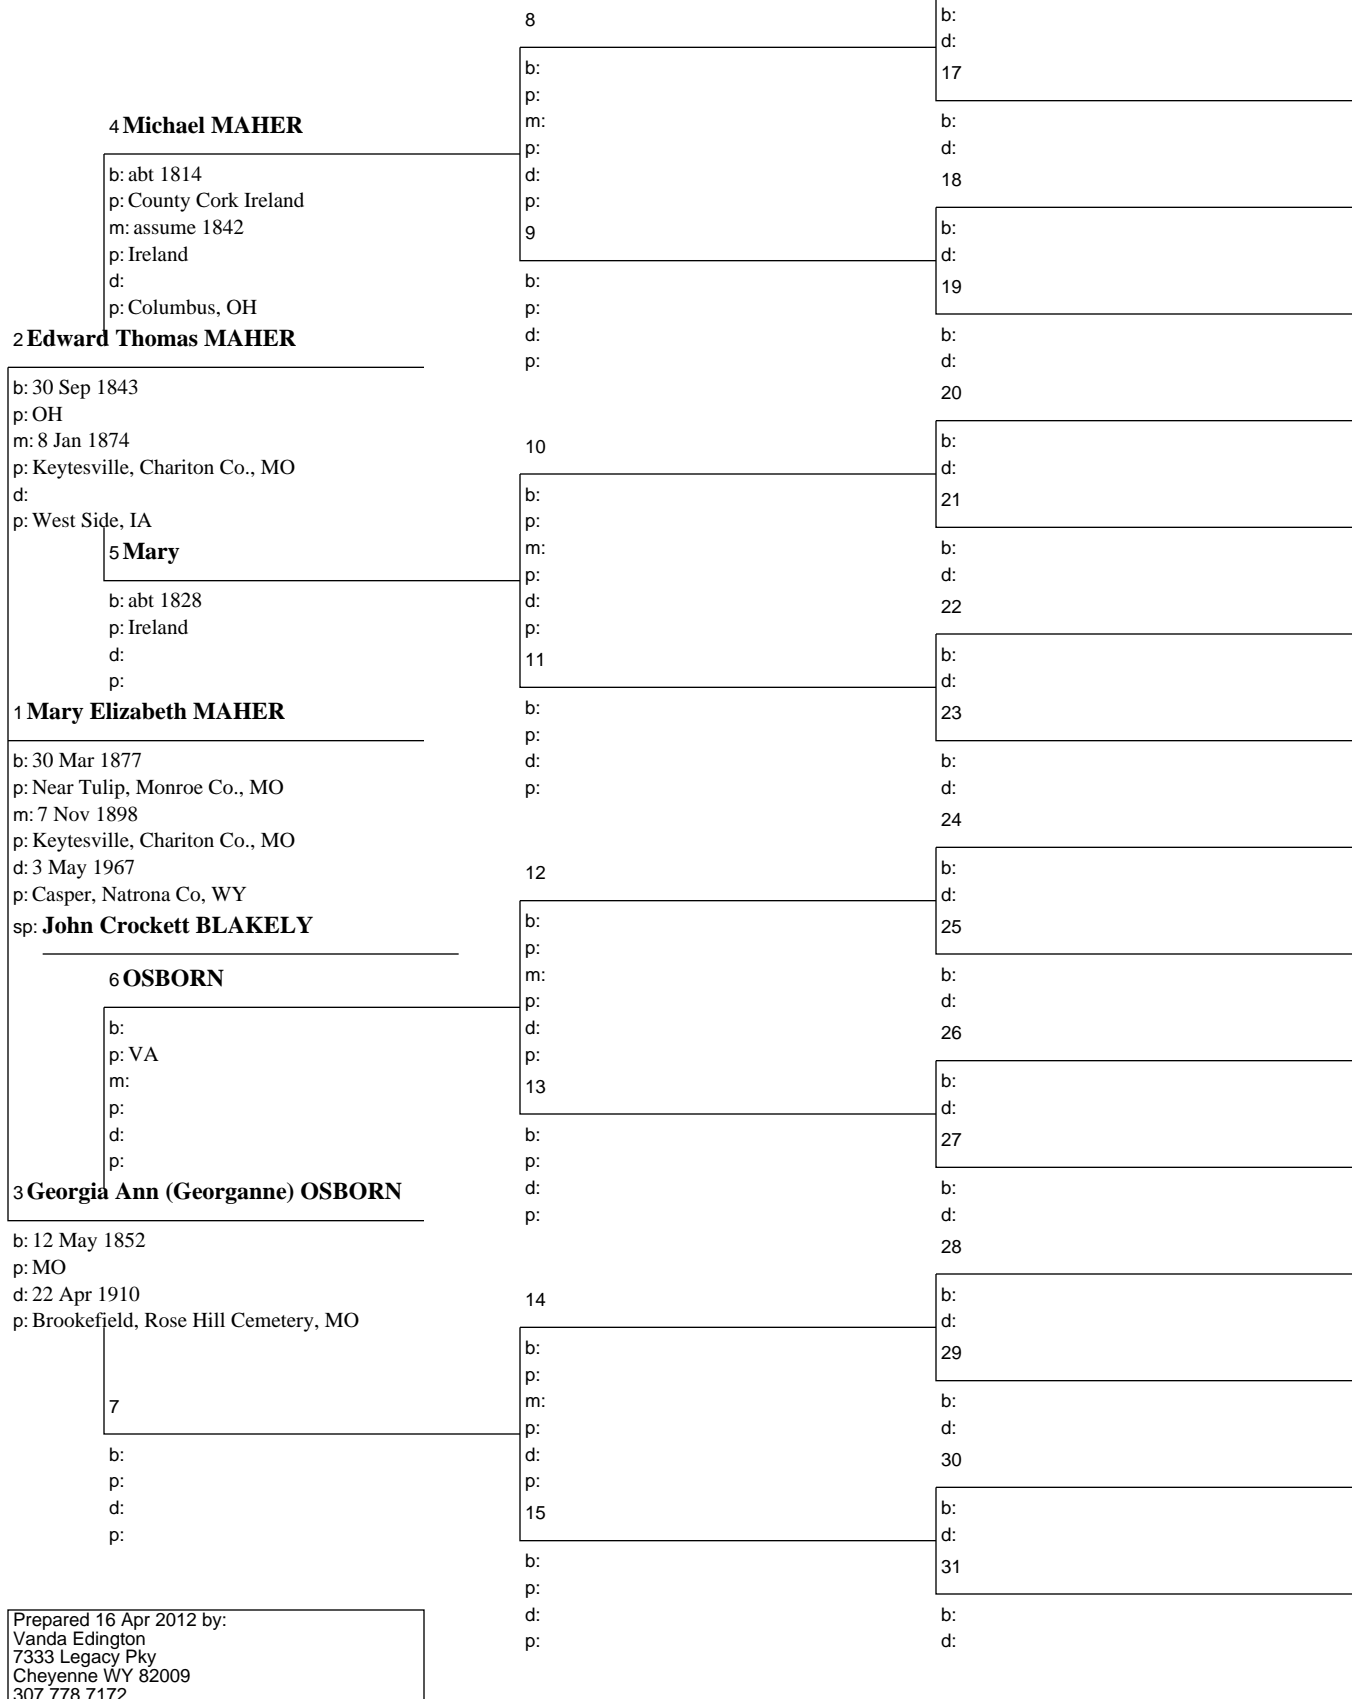 4 Michael MAHER
b: abt 1814
p: County Cork Ireland
m: assume 1842
p: Ireland
d:
p: Columbus, OH
2 Edward Thomas MAHER
b: 30 Sep 1843
p: OH
m: 8 Jan 1874
p: Keytesville, Chariton Co., MO
d:
p: West Side, IA
5 Mary
b: abt 1828
p: Ireland
d:
p:
1 Mary Elizabeth MAHER
b: 30 Mar 1877
p: Near Tulip, Monroe Co., MO
m: 7 Nov 1898
p: Keytesville, Chariton Co., MO
d: 3 May 1967
p: Casper, Natrona Co, WY
sp: John Crockett BLAKELY
6 OSBORN
b:
p: VA
m:
p:
d:
p:
3 Georgia Ann (Georganne) OSBORN
b: 12 May 1852
p: MO
d: 22 Apr 1910
p: Brookefield, Rose Hill Cemetery, MO
7
b:
p:
d:
p:
Prepared 16 Apr 2012 by:
Vanda Edington
7333 Legacy Pky
Cheyenne WY 82009
307 778 7172
8
b:
p:
m:
p:
d:
p:
9
b:
p:
d:
p:
10
b:
p:
m:
p:
d:
p:
11
b:
p:
d:
p:
12
b:
p:
m:
p:
d:
p:
13
b:
p:
d:
p:
14
b:
p:
m:
p:
d:
p:
15
b:
p:
d:
p:
b:
d:
17
b:
d:
18
b:
d:
19
b:
d:
20
b:
d:
21
b:
d:
22
b:
d:
23
b:
d:
24
b:
d:
25
b:
d:
26
b:
d:
27
b:
d:
28
b:
d:
29
b:
d:
30
b:
d:
31
b:
d: